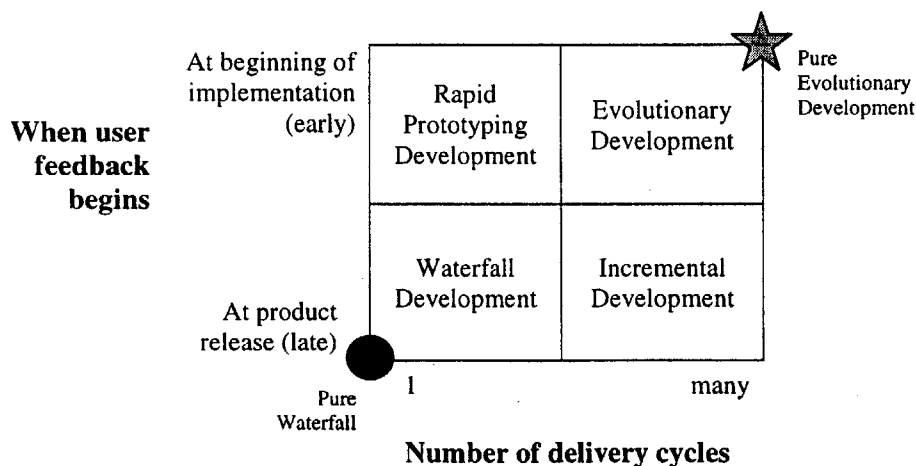 At beginning of
implementation
(early)
Pure
Evolutionary
Development
Rapid
Prototyping
Development
Evolutionary
Development
When user
feedback
begins
Waterfall
Development
Incremental
Development
At product
release (late)
1
many
Pure
Waterfall
Number of delivery cycles